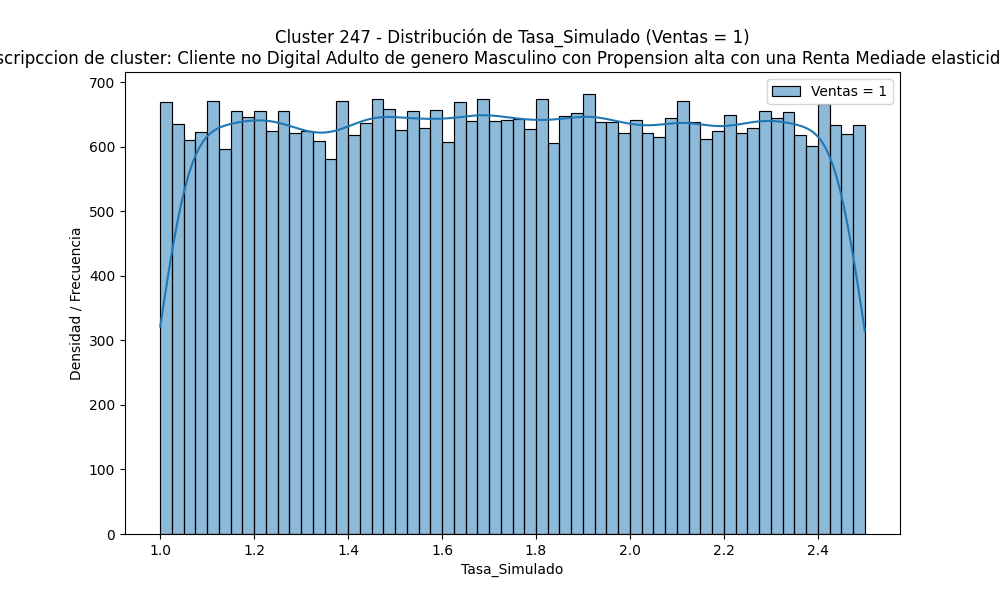 Cluster 247 - Distribución de Tasa_Simulado (Ventas = 1)
scripccion de cluster: Cliente no Digital Adulto de genero Masculino con Propension alta con una Renta Mediade elasticid
Ventas = 1
Densidad / Frecuencia
700
600
500
400
300
200
100
0
1.0 1.2 1.4 1.6 1.8 2.0 2.2 2.4
Tasa_Simulado